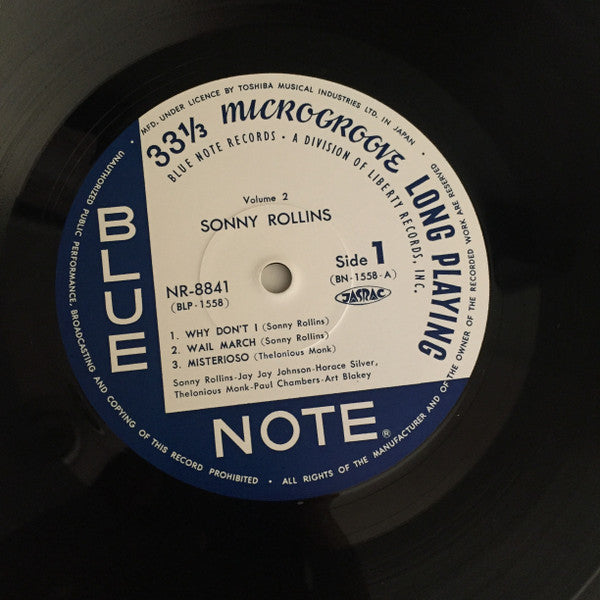 MFD. UNDER LICENCE BY TOSHIBA MUSICAL INDUSTRIES LTD. IN JAPAN •
33⅓ MICROGROOVE LONG PLAYING
BLUE NOTE RECORDS • A DIVISION OF LIBERTY RECORDS, INC.
Volume 2
SONNY ROLLINS
NR-8841
(BLP-1558)
Side 1
(BN-1558-A)
JASRAC
1. WHY DON'T I (Sonny Rollins)
2. WAIL MARCH (Sonny Rollins)
3. MISTERIOSO (Thelonious Monk)
Sonny Rollins-Jay Jay Johnson-Horace Silver,
Thelonious Monk-Paul Chambers-Art Blakey
BLUE
NOTE®
• UNAUTHORIZED PUBLIC PERFORMANCE, BROADCASTING AND COPYING OF THIS RECORD PROHIBITED • ALL RIGHTS OF THE MANUFACTURER AND OF THE OWNER OF THE RECORDED WORK ARE RESERVED